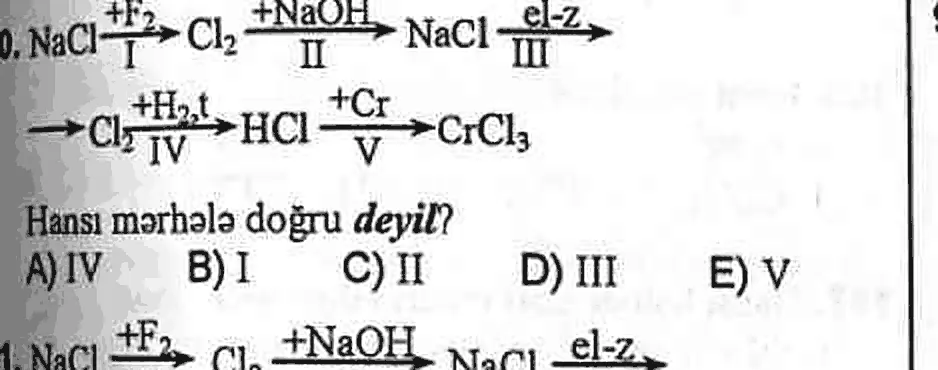 0. NaCl +F₂ I → Cl₂ +NaOH II → NaCl el-z III →
→ Cl₂ +H₂,t IV → HCl +Cr V → CrCl₃
Hansı mərhələ doğru deyil?
A) IV B) I C) II D) III E) V
1. NaCl +F₂ → Cl₂ +NaOH → NaCl el-z →